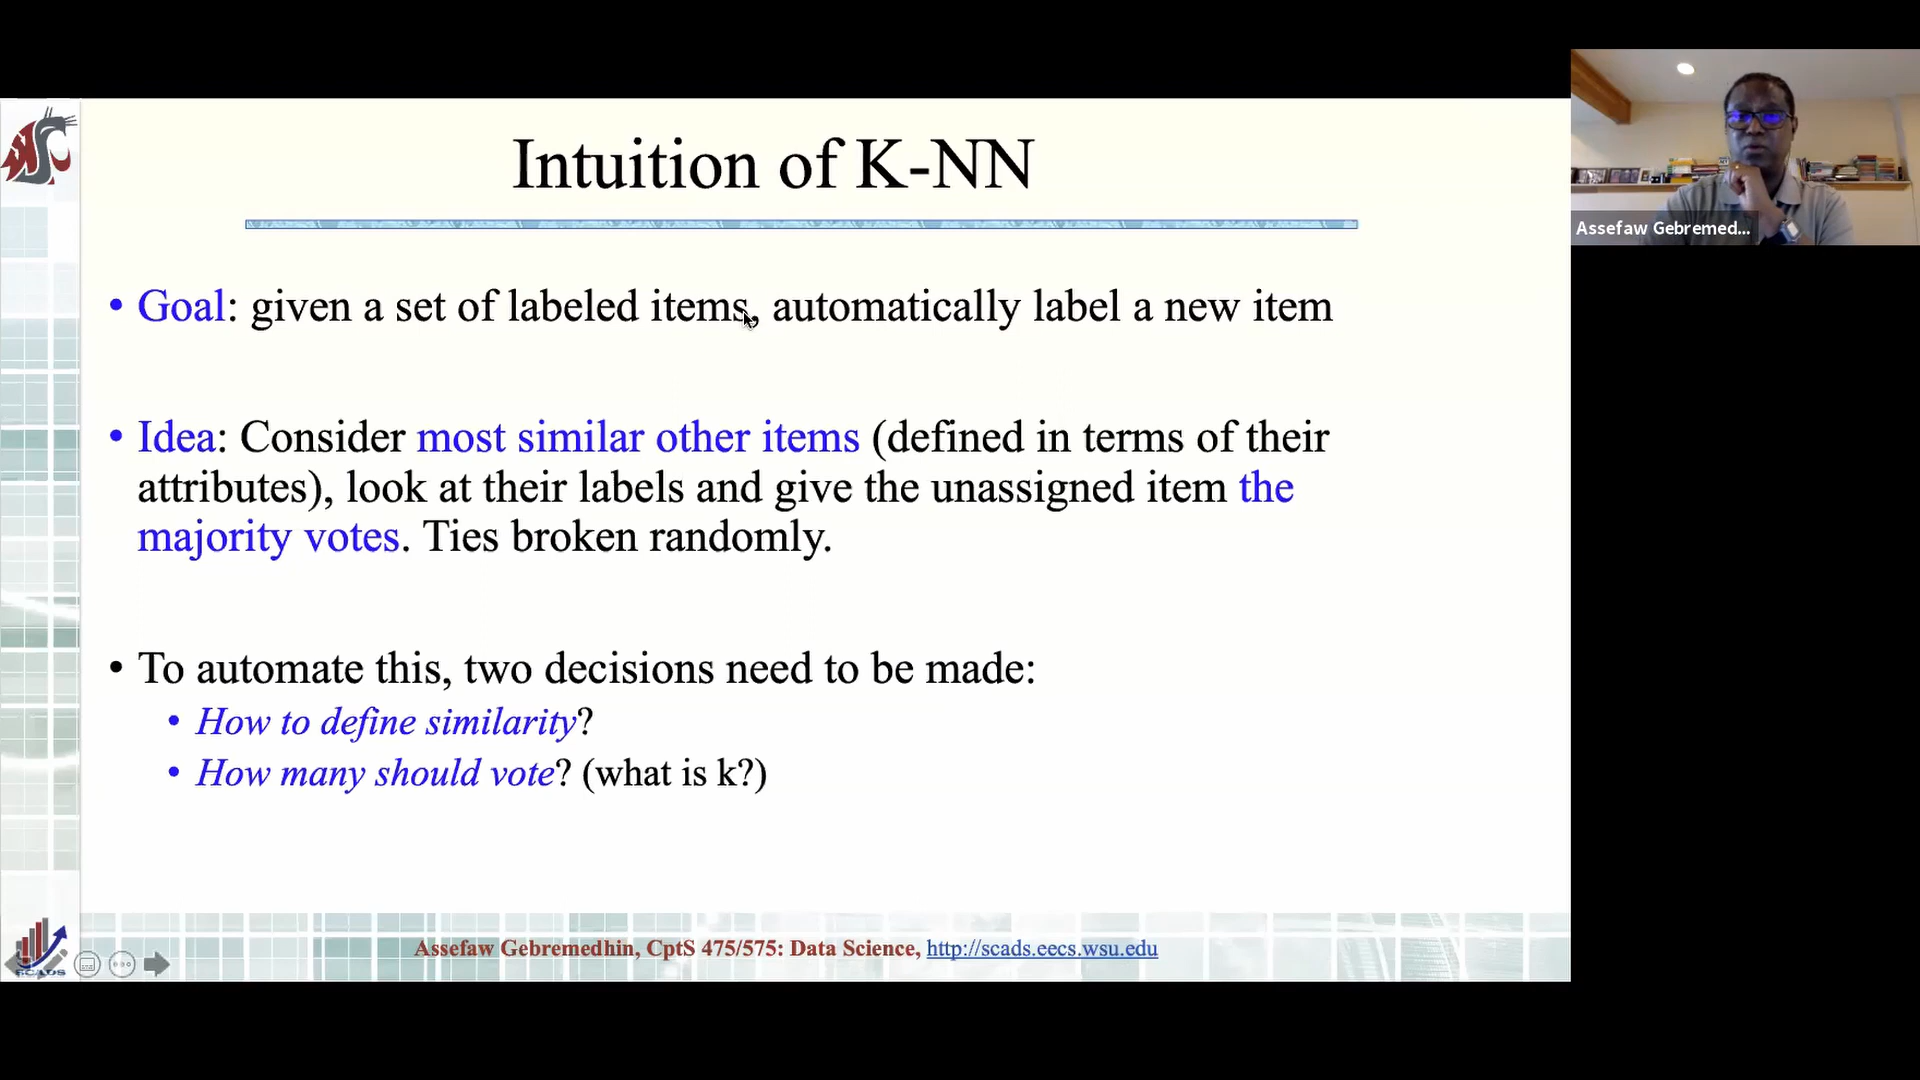 Intuition of K-NN
• Goal: given a set of labeled items, automatically label a new item
• Idea: Consider most similar other items (defined in terms of their
attributes), look at their labels and give the unassigned item the
majority votes. Ties broken randomly.
• To automate this, two decisions need to be made:
• How to define similarity?
• How many should vote? (what is k?)
Assefaw Gebremedhin, CptS 475/575: Data Science, http://scads.eecs.wsu.edu
Assefaw Gebremed...
SCADS